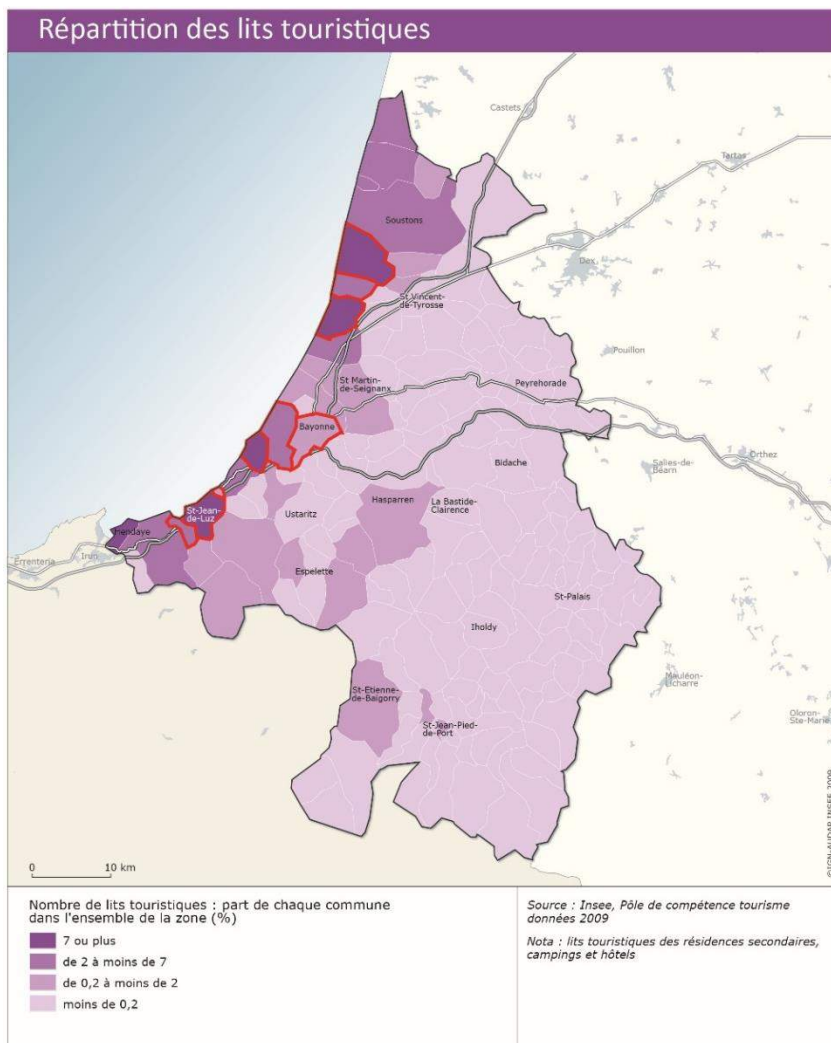 Répartition des lits touristiques
Castets
Tartas
Soustons
Dax
St Vincent-
de-Tyrosse
Pouillon
St Martin-
de-Seignanx
Peyrehorade
Bayonne
Orthez
Salies-de-
Béarn
Bidache
Hasparren
La Bastide-
Clairence
St-Jean-
de-Luz
Ustaritz
Hendaye
Irun
Errenteria
Espelette
St-Palais
Iholdy
Mauléon-
Licharre
St-Etienne-
de-Baigorry
Oloron-
Ste-Marie
St-Jean-Pied-
de-Port
©IGN-AUDAP, INSEE 2009
0 10 km
Nombre de lits touristiques : part de chaque commune
dans l'ensemble de la zone (%)
7 ou plus
de 2 à moins de 7
de 0,2 à moins de 2
moins de 0,2
Source : Insee, Pôle de compétence tourisme
données 2009
Nota : lits touristiques des résidences secondaires,
campings et hôtels